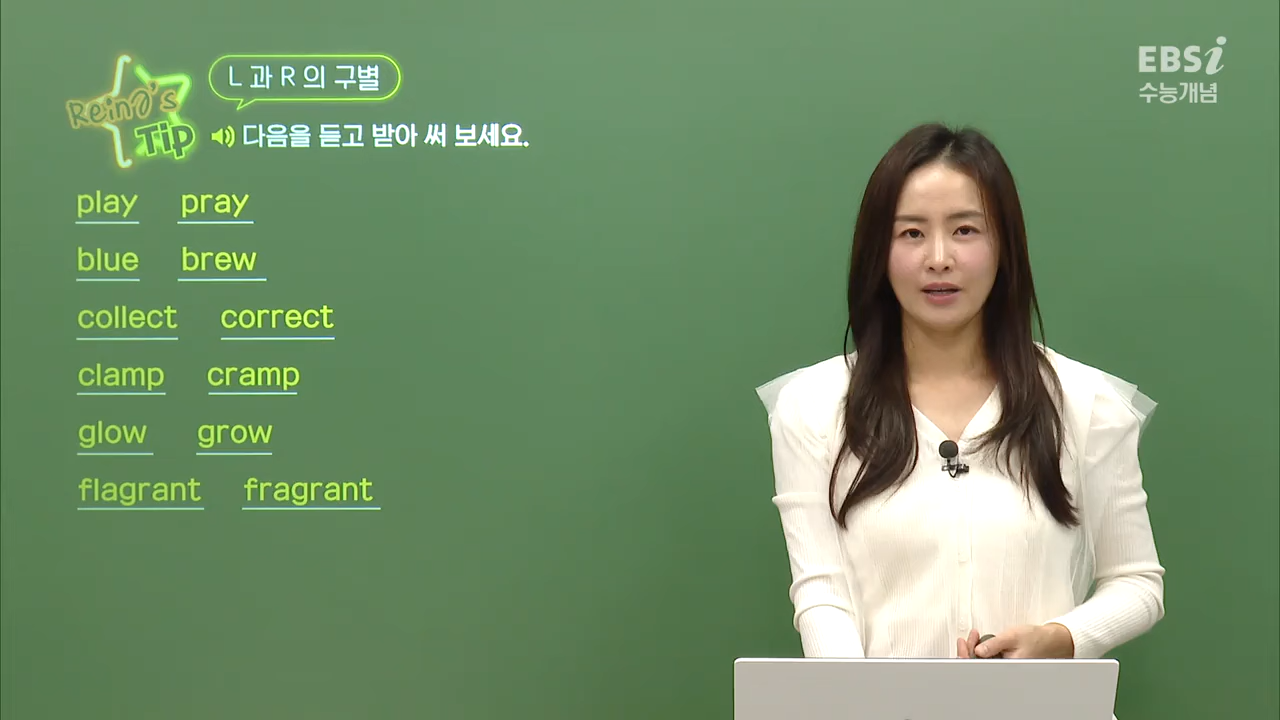 Reina's Tip
L 과 R 의 구별
다음을 듣고 받아 써 보세요.
EBSi
수능개념
play pray
blue brew
collect correct
clamp cramp
glow grow
flagrant fragrant